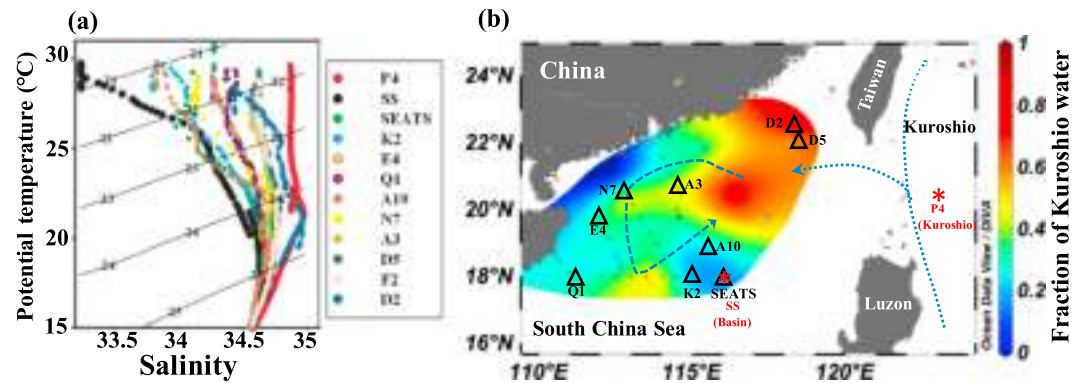 (a)
Potential temperature (°C)
30
25
20
15
33.5
34
34.5
35
Salinity
P4
SS
SEATS
K2
E4
Q1
A10
N7
A3
D5
F2
D2
(b)
24°N
22°N
20°N
18°N
16°N
110°E
115°E
120°E
China
Taiwan
Kuroshio
D2
D5
N7
A3
P4
(Kuroshio)
E4
A10
Q1
K2
SEATS
SS
(Basin)
Luzon
South China Sea
Ocean Data View / DIVA
1
0.8
0.6
0.4
0.2
0
Fraction of Kuroshio water